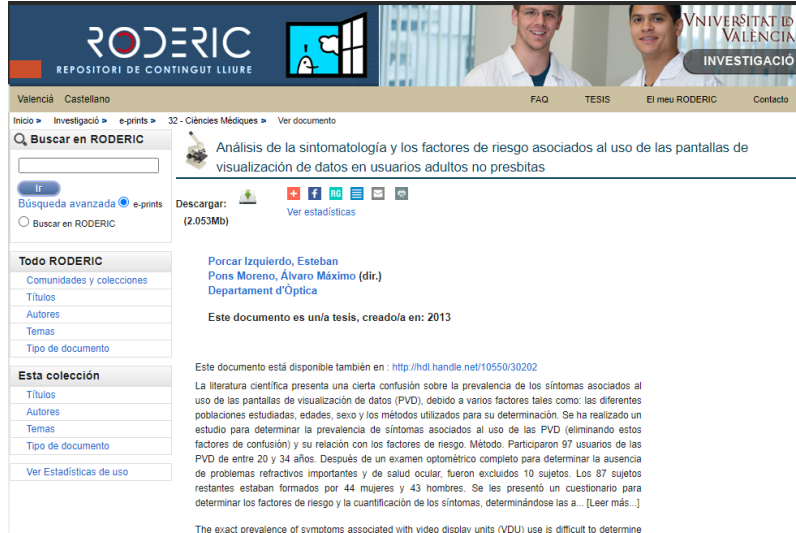 RODERIC
REPOSITORI DE CONTINGUT LLIURE
VNIVERSITAT ID
VALÈNCIA
INVESTIGACIÓ
Valencià Castellano
FAQ TESIS El meu RODERIC Contacto
Inicio Investigació e-prints 32 - Ciències Médiques Ver documento
Buscar en RODERIC
Ir
Búsqueda avanzada e-prints
Buscar en RODERIC
Todo RODERIC
Comunidades y colecciones
Títulos
Autores
Temas
Tipo de documento
Esta colección
Títulos
Autores
Temas
Tipo de documento
Ver Estadísticas de uso
Análisis de la sintomatología y los factores de riesgo asociados al uso de las pantallas de
visualización de datos en usuarios adultos no presbitas
Descargar:
(2.053Mb)
RG
Ver estadísticas
Porcar Izquierdo, Esteban
Pons Moreno, Álvaro Máximo (dir.)
Departament d'Òptica
Este documento es un/a tesis, creado/a en: 2013
Este documento está disponible también en : http://hdl.handle.net/10550/30202
La literatura científica presenta una cierta confusión sobre la prevalencia de los síntomas asociados al
uso de las pantallas de visualización de datos (PVD), debido a varios factores tales como: las diferentes
poblaciones estudiadas, edades, sexo y los métodos utilizados para su determinación. Se ha realizado un
estudio para determinar la prevalencia de síntomas asociados al uso de las PVD (eliminando estos
factores de confusión) y su relación con los factores de riesgo. Método. Participaron 97 usuarios de las
PVD de entre 20 y 34 años. Después de un examen optométrico completo para determinar la ausencia
de problemas refractivos importantes y de salud ocular, fueron excluidos 10 sujetos. Los 87 sujetos
restantes estaban formados por 44 mujeres y 43 hombres. Se les presentó un cuestionario para
determinar los factores de riesgo y la cuantificación de los síntomas, determinándose las a... [Leer más...]
The exact prevalence of symptoms associated with video display units (VDU) use is difficult to determine